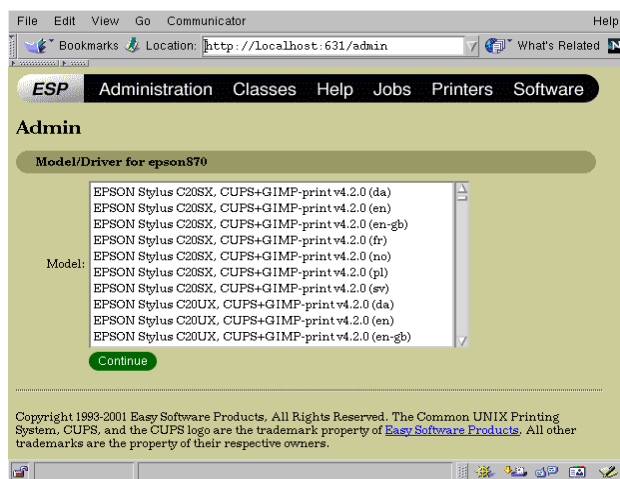 File Edit View Go Communicator Help
Bookmarks Location: http://localhost:631/admin What's Related N
ESP Administration Classes Help Jobs Printers Software
Admin
Model/Driver for epson870
EPSON Stylus C20SX, CUPS+GIMP-print v4.2.0 (da)
EPSON Stylus C20SX, CUPS+GIMP-print v4.2.0 (en)
EPSON Stylus C20SX, CUPS+GIMP-print v4.2.0 (en-gb)
EPSON Stylus C20SX, CUPS+GIMP-print v4.2.0 (fr)
Model: EPSON Stylus C20SX, CUPS+GIMP-print v4.2.0 (no)
EPSON Stylus C20SX, CUPS+GIMP-print v4.2.0 (pl)
EPSON Stylus C20SX, CUPS+GIMP-print v4.2.0 (sv)
EPSON Stylus C20UX, CUPS+GIMP-print v4.2.0 (da)
EPSON Stylus C20UX, CUPS+GIMP-print v4.2.0 (en)
EPSON Stylus C20UX, CUPS+GIMP-print v4.2.0 (en-gb)
Continue
Copyright 1993-2001 Easy Software Products, All Rights Reserved. The Common UNIX Printing
System, CUPS, and the CUPS logo are the trademark property of Easy Software Products. All other
trademarks are the property of their respective owners.